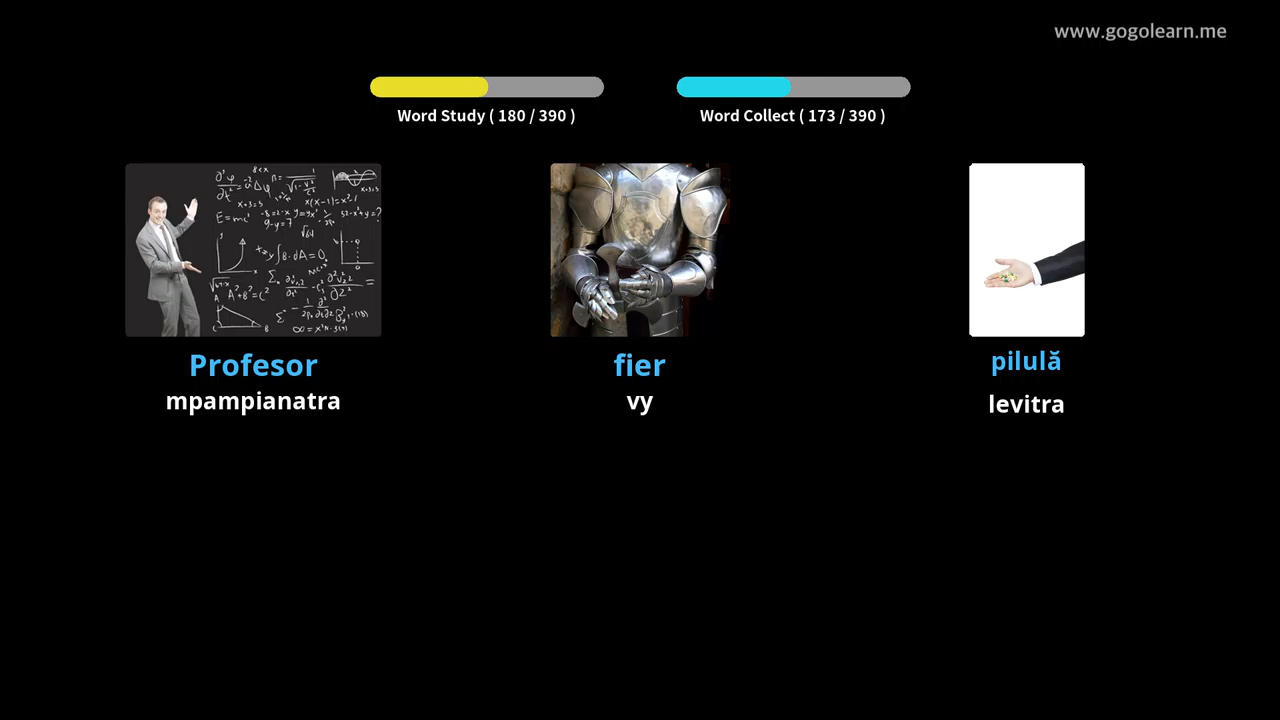 www.gogolearn.me
Word Study ( 180 / 390 )
Word Collect ( 173 / 390 )
Profesor
mpampianatra
fier
vy
pilulă
levitra